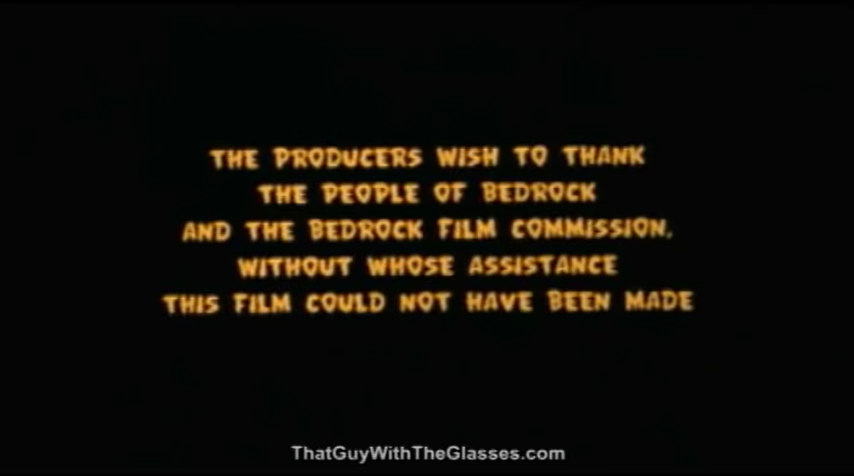 THE PRODUCERS WISH TO THANK
THE PEOPLE OF BEDROCK
AND THE BEDROCK FILM COMMISSION,
WITHOUT WHOSE ASSISTANCE
THIS FILM COULD NOT HAVE BEEN MADE
ThatGuyWithTheGlasses.com